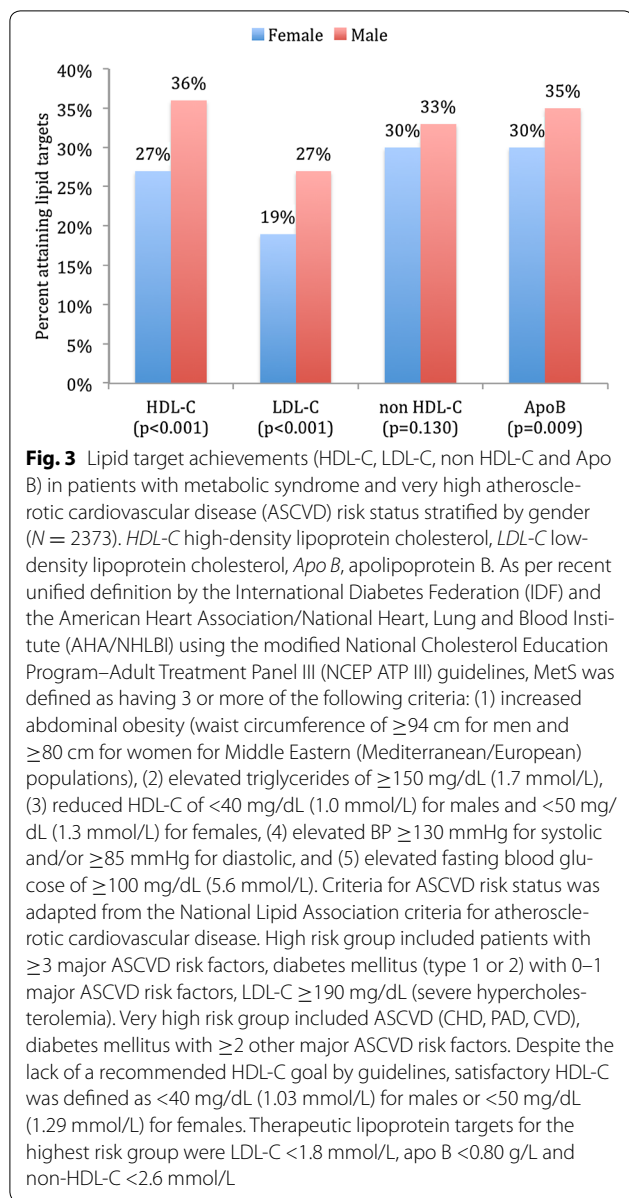 Female Male
40%
35%
30%
25%
20%
15%
10%
5%
0%
Percent attaining lipid targets
27%
36%
19%
27%
30%
33%
30%
35%
HDL-C
(p<0.001)
LDL-C
(p<0.001)
non HDL-C
(p=0.130)
ApoB
(p=0.009)
Fig. 3 Lipid target achievements (HDL-C, LDL-C, non HDL-C and Apo
B) in patients with metabolic syndrome and very high atheroscle-
rotic cardiovascular disease (ASCVD) risk status stratified by gender
(N = 2373). HDL-C high-density lipoprotein cholesterol, LDL-C low-
density lipoprotein cholesterol, Apo B, apolipoprotein B. As per recent
unified definition by the International Diabetes Federation (IDF) and
the American Heart Association/National Heart, Lung and Blood Insti-
tute (AHA/NHLBI) using the modified National Cholesterol Education
Program–Adult Treatment Panel III (NCEP ATP III) guidelines, MetS was
defined as having 3 or more of the following criteria: (1) increased
abdominal obesity (waist circumference of ≥94 cm for men and
≥80 cm for women for Middle Eastern (Mediterranean/European)
populations), (2) elevated triglycerides of ≥150 mg/dL (1.7 mmol/L),
(3) reduced HDL-C of <40 mg/dL (1.0 mmol/L) for males and <50 mg/
dL (1.3 mmol/L) for females, (4) elevated BP ≥130 mmHg for systolic
and/or ≥85 mmHg for diastolic, and (5) elevated fasting blood glu-
cose of ≥100 mg/dL (5.6 mmol/L). Criteria for ASCVD risk status was
adapted from the National Lipid Association criteria for atheroscle-
rotic cardiovascular disease. High risk group included patients with
≥3 major ASCVD risk factors, diabetes mellitus (type 1 or 2) with 0–1
major ASCVD risk factors, LDL-C ≥190 mg/dL (severe hypercholes-
terolemia). Very high risk group included ASCVD (CHD, PAD, CVD),
diabetes mellitus with ≥2 other major ASCVD risk factors. Despite the
lack of a recommended HDL-C goal by guidelines, satisfactory HDL-C
was defined as <40 mg/dL (1.03 mmol/L) for males or <50 mg/dL
(1.29 mmol/L) for females. Therapeutic lipoprotein targets for the
highest risk group were LDL-C <1.8 mmol/L, apo B <0.80 g/L and
non-HDL-C <2.6 mmol/L